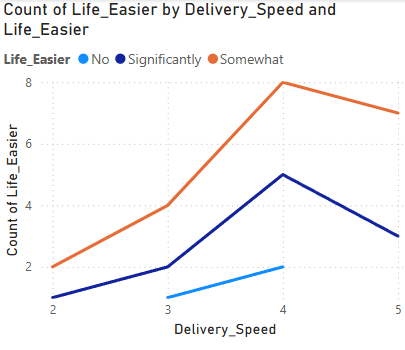 Count of Life_Easier by Delivery_Speed and
Life_Easier
Life_Easier No Significantly Somewhat
8
6
4
2
Count of Life_Easier
2 3 4 5
Delivery_Speed